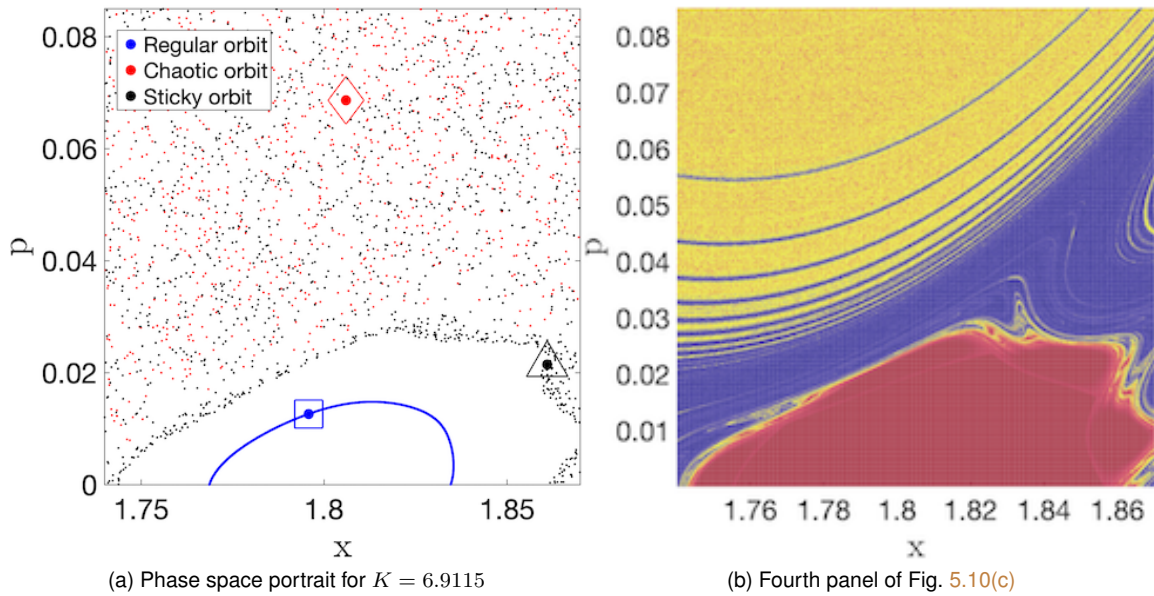 0.08
0.06
0.04
0.02
0
p
Regular orbit
Chaotic orbit
Sticky orbit
1.75
1.8
1.85
x
(a) Phase space portrait for K = 6.9115
0.08
0.07
0.06
0.05
0.04
0.03
0.02
0.01
p
1.76
1.78
1.8
1.82
1.84
1.86
x
(b) Fourth panel of Fig. 5.10(c)